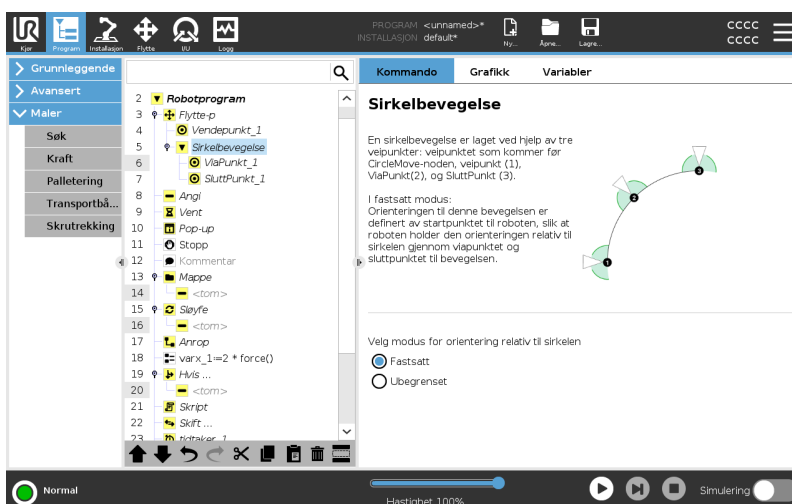 UR
Kjør
Program
Installasjon
Flytte
I/U
Logg
PROGRAM <unnamed>*
INSTALLASJON default*
Ny...
Åpne...
Lagre...
CCCC
CCCC
Grunnleggende
Avansert
Maler
Søk
Kraft
Palletering
Transportbå...
Skrutrekking
2 Robotprogram
3 Flytte-p
4 Vendepunkt_1
5 Sirkelbevegelse
6 ViaPunkt_1
7 SluttPunkt_1
8 Angi
9 Vent
10 Pop-up
11 Stopp
12 Kommentar
13 Mappe
14 <tom>
15 Sløyfe
16 <tom>
17 Anrop
18 varx_1:=2 * force()
19 Hvis ...
20 <tom>
21 Skript
22 Skift ...
23 tidtaker_1
Kommando Grafikk Variabler
Sirkelbevegelse
En sirkelbevegelse er laget ved hjelp av tre
veipunkter: veipunktet som kommer før
CircleMove-noden, veipunkt (1),
ViaPunkt(2), og SluttPunkt (3).
I fastsatt modus:
Orienteringen til denne bevegelsen er
definert av startpunktet til roboten, slik at
roboten holder den orienteringen relativ til
sirkelen gjennom viapunktet og
sluttpunktet til bevegelsen.
1
2
3
Velg modus for orientering relativ til sirkelen
Fastsatt
Ubegrenset
Normal
Hastighet 100%
Simulering